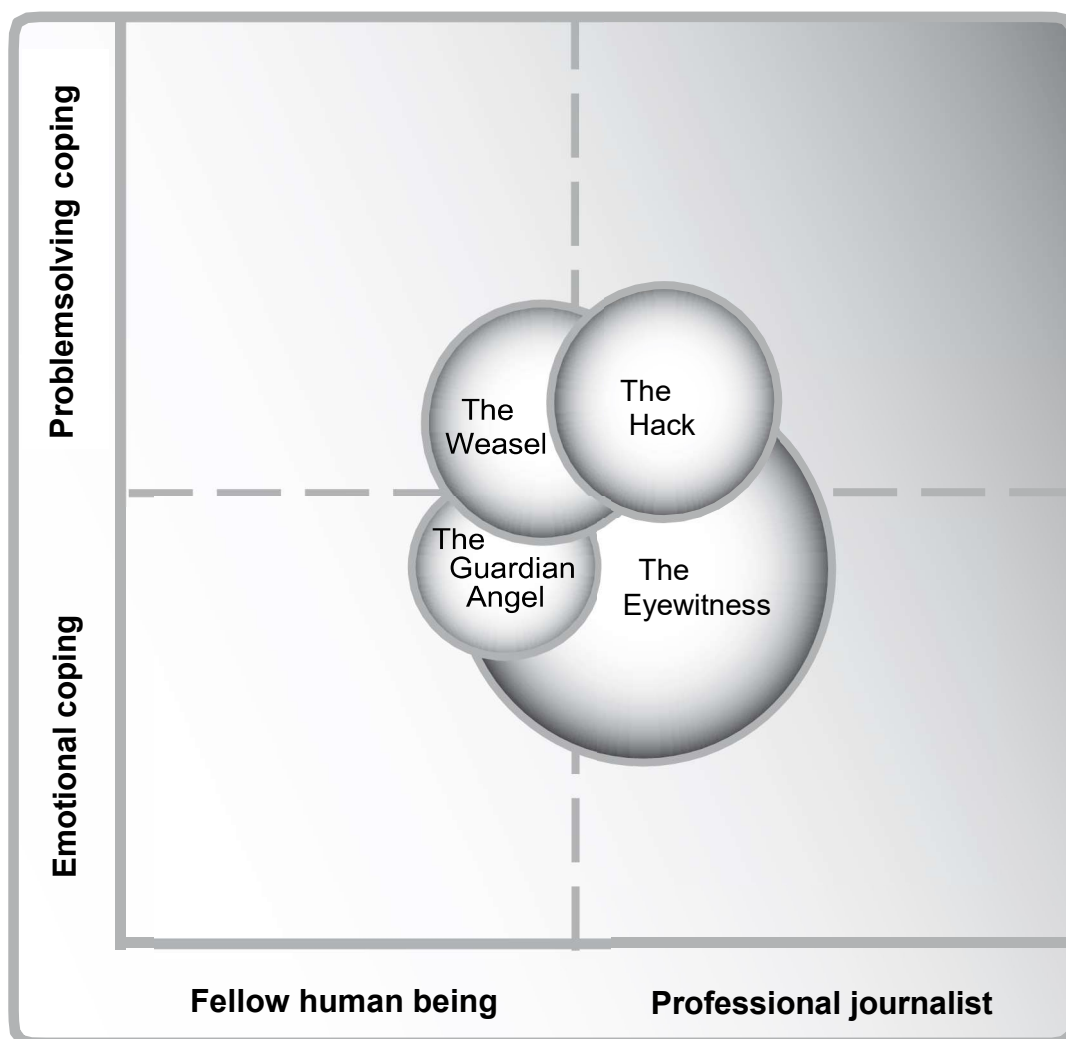 Problemsolving coping
Emotional coping
The
Weasel
The
Hack
The
Guardian
Angel
The
Eyewitness
Fellow human being
Professional journalist